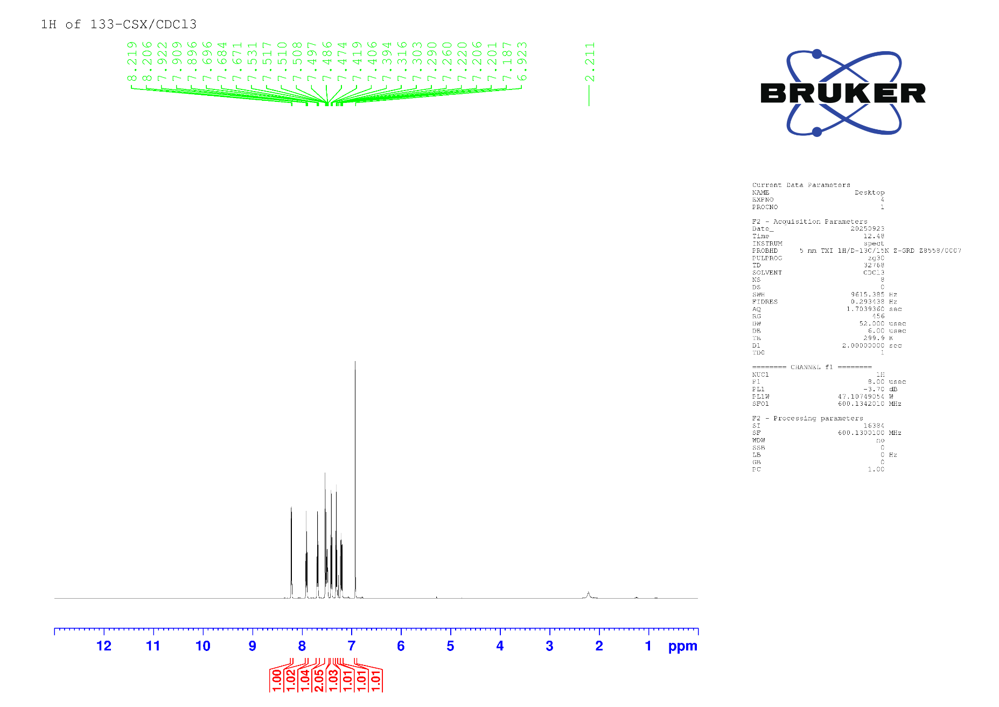 1H of 133-CSX/CDCl3
8.219
8.206
7.922
7.909
7.896
7.696
7.684
7.671
7.531
7.517
7.510
7.508
7.497
7.486
7.474
7.419
7.406
7.394
7.316
7.303
7.290
7.260
7.220
7.206
7.201
7.187
6.923
2.211
BRUKER
Current Data Parameters
NAME Desktop
EXPNO 4
PROCNO 1
F2 - Acquisition Parameters
Date_ 20250923
Time 12.48
INSTRUM spect
PROBHD 5 mm TXI 1H/D-13C/15N Z-GRD Z8558/0007
PULPROG zg30
TD 32768
SOLVENT CDCl3
NS 8
DS 0
SWH 9615.385 Hz
FIDRES 0.293438 Hz
AQ 1.7039360 sec
RG 456
DW 52.000 usec
DE 6.00 usec
TE 299.9 K
D1 2.00000000 sec
TD0 1
======== CHANNEL f1 ========
NUC1 1H
P1 8.00 usec
PL1 -3.70 dB
PL1W 47.10749054 W
SFO1 600.1342010 MHz
F2 - Processing parameters
SI 16384
SF 600.1300100 MHz
WDW no
SSB 0
LB 0 Hz
GB 0
PC 1.00
12 11 10 9 8 7 6 5 4 3 2 1 ppm
1.00
1.02
1.04
2.05
1.03
1.01
1.01
1.01